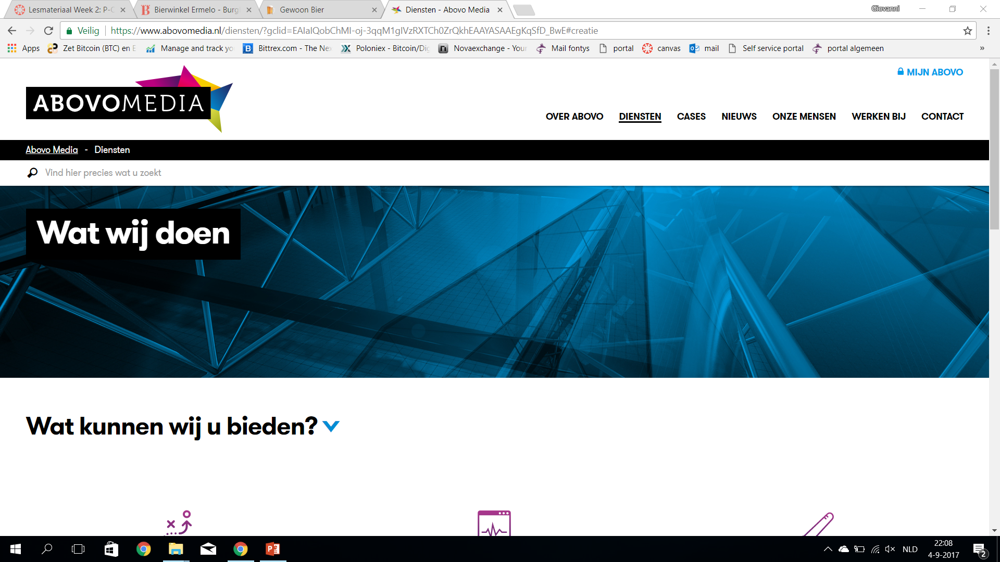 Lesmateriaal Week 2: P-C
Bierwinkel Ermelo - Burg
Gewoon Bier
Diensten - Abovo Media
Giovanni
Veilig
https://www.abovomedia.nl/diensten/?gclid=EAIaIQobChMI-oj-3qqM1gIVzRXTCh0ZrQkhEAAYASAAEgKqSfD_BwE#creatie
Apps
Zet Bitcoin (BTC) en E
Manage and track yo
Bittrex.com - The Nex
Poloniex - Bitcoin/Dig
Novaexchange - Your
Mail fontys
portal
canvas
mail
Self service portal
portal algemeen
»
MIJN ABOVO
ABOVOMEDIA
OVER ABOVO
DIENSTEN
CASES
NIEUWS
ONZE MENSEN
WERKEN BIJ
CONTACT
Abovo Media - Diensten
Vind hier precies wat u zoekt
Wat wij doen
Wat kunnen wij u bieden?
NLD
22:08
4-9-2017
2